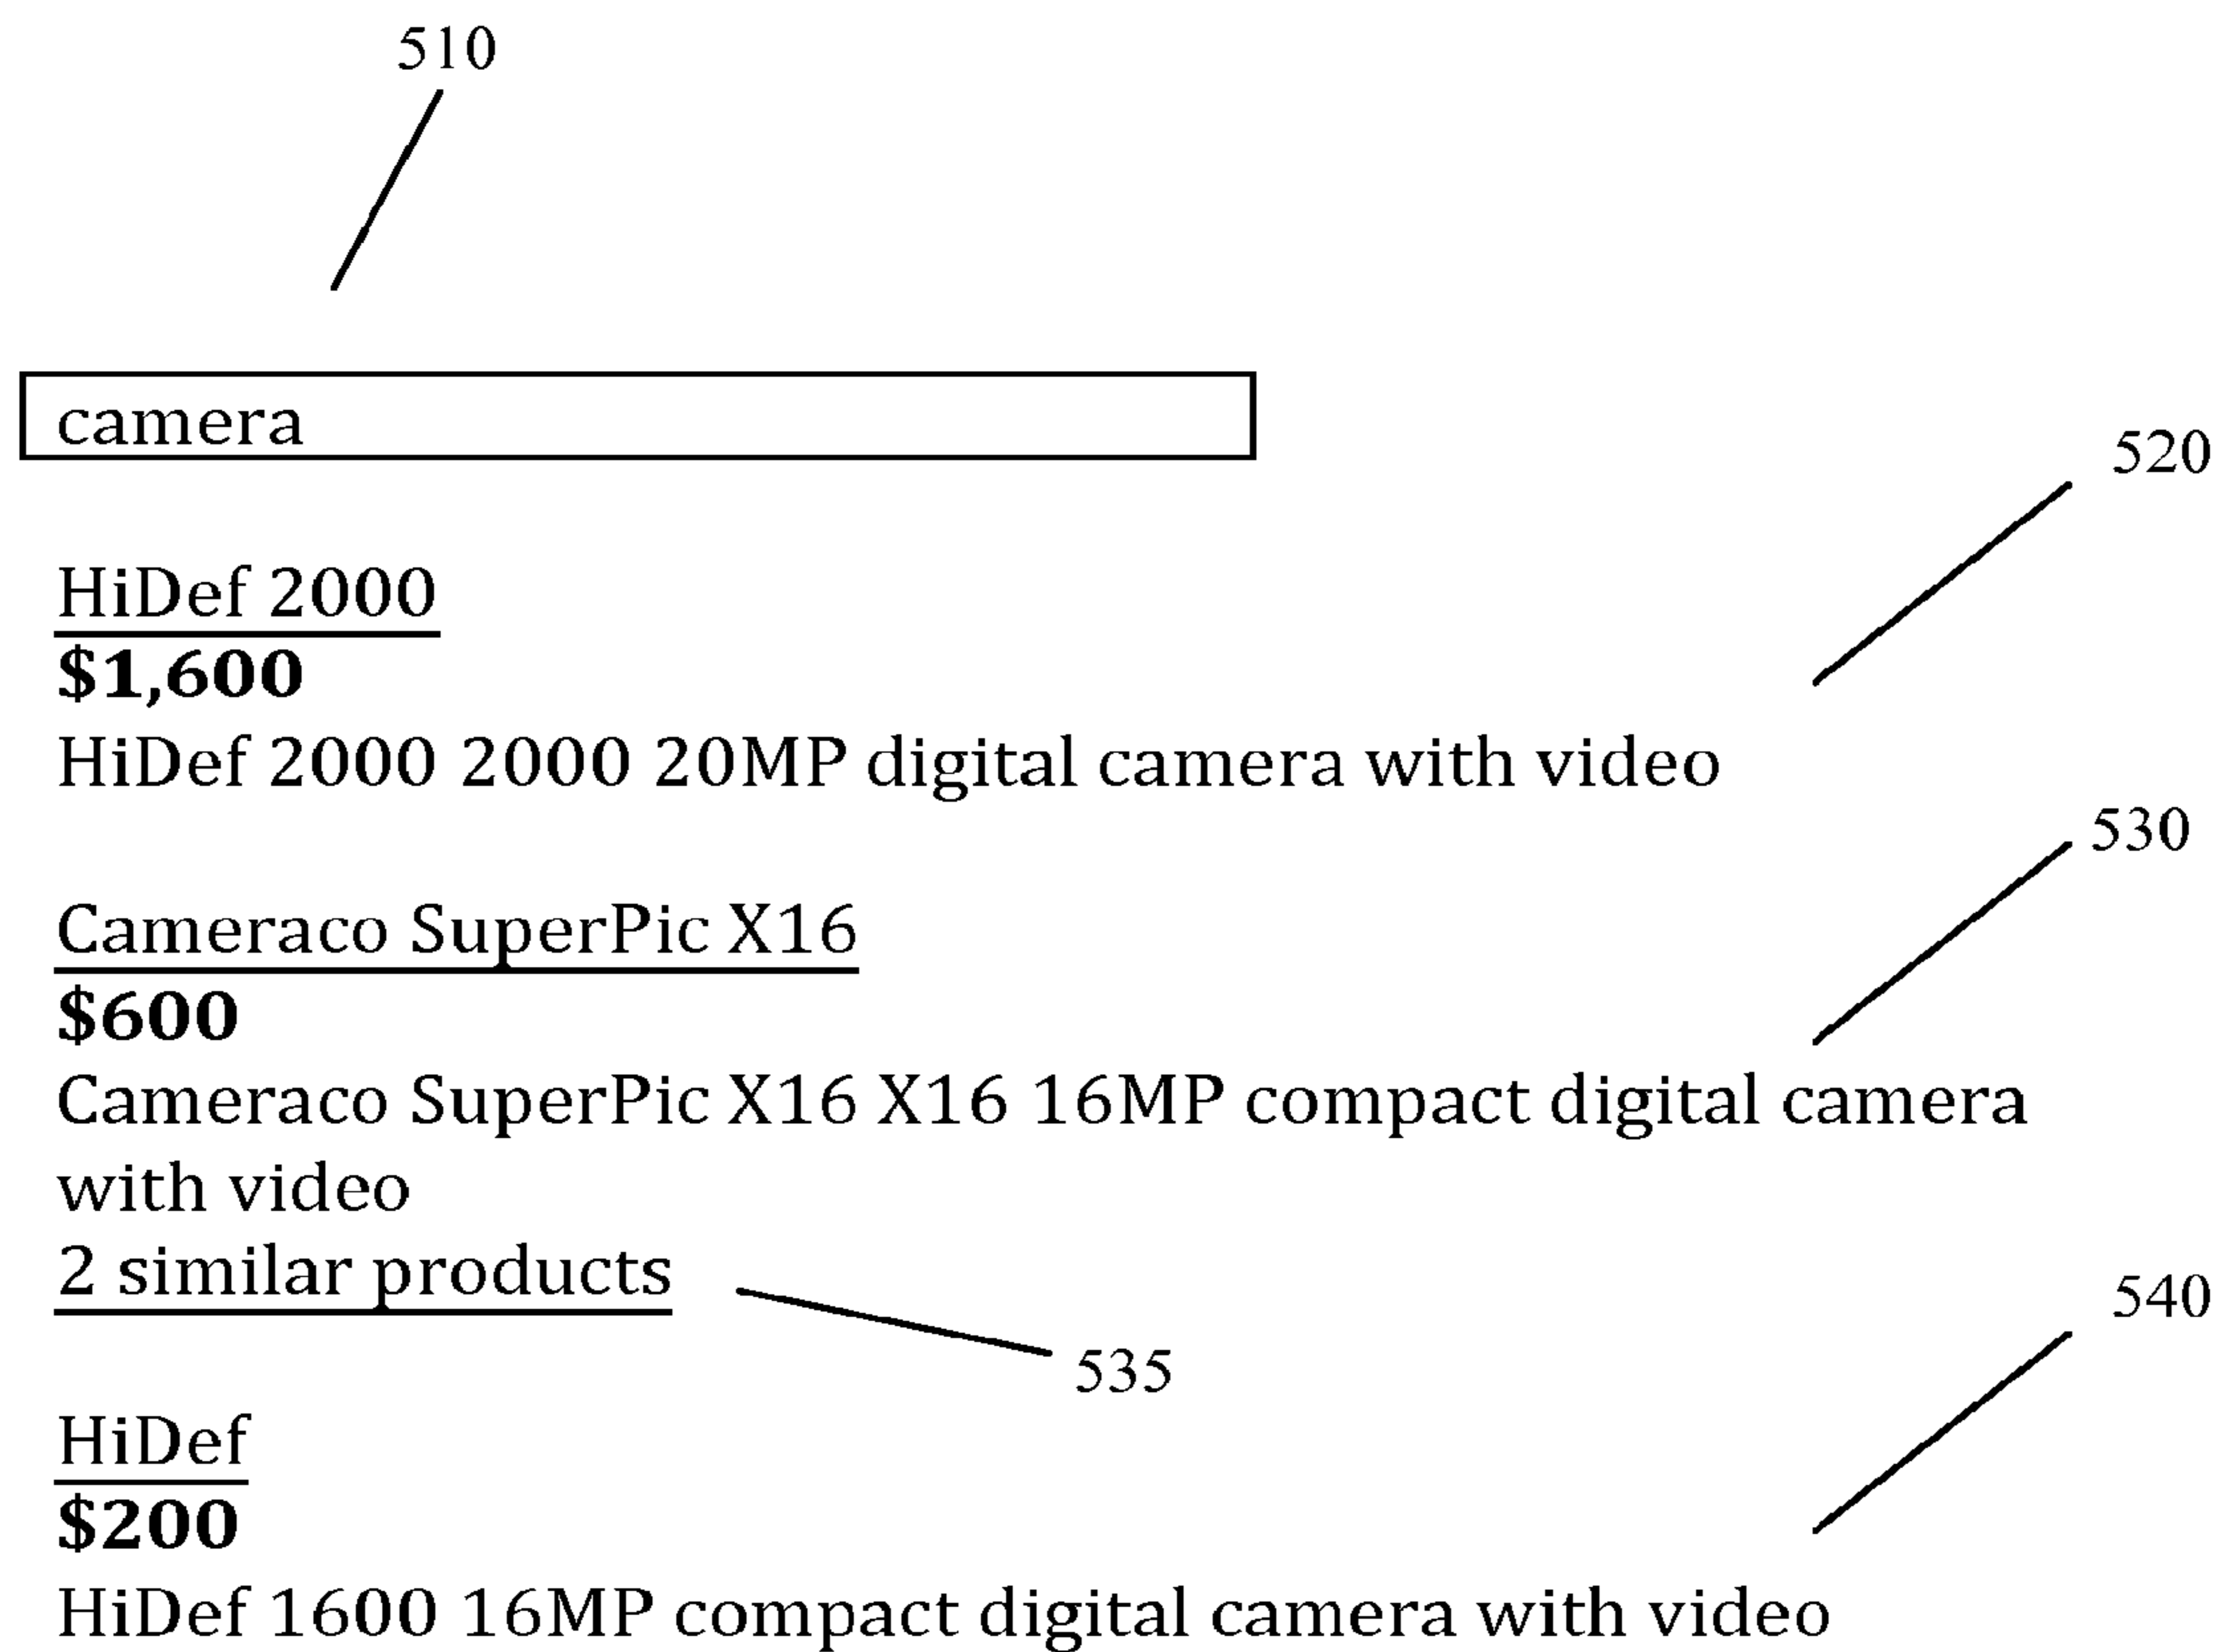 510
camera
520
HiDef 2000
$1,600
HiDef 2000 2000 20MP digital camera with video
530
Cameraco SuperPic X16
$600
Cameraco SuperPic X16 X16 16MP compact digital camera
with video
2 similar products
535
540
HiDef
$200
HiDef 1600 16MP compact digital camera with video